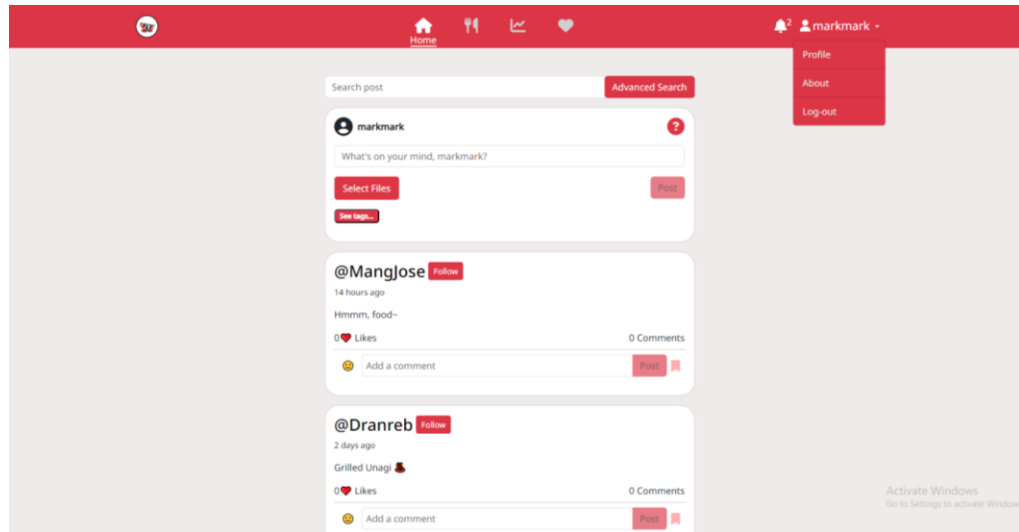 2 markmark
Home
Profile
About
Log-out
Search post Advanced Search
markmark ?
What's on your mind, markmark?
Select Files Post
See tags...
@MangJose Follow
14 hours ago
Hmmm, food~
0 Likes 0 Comments
Add a comment Post
@Dranreb Follow
2 days ago
Grilled Unagi
0 Likes 0 Comments
Add a comment Post
Activate Windows
Go to Settings to activate Window